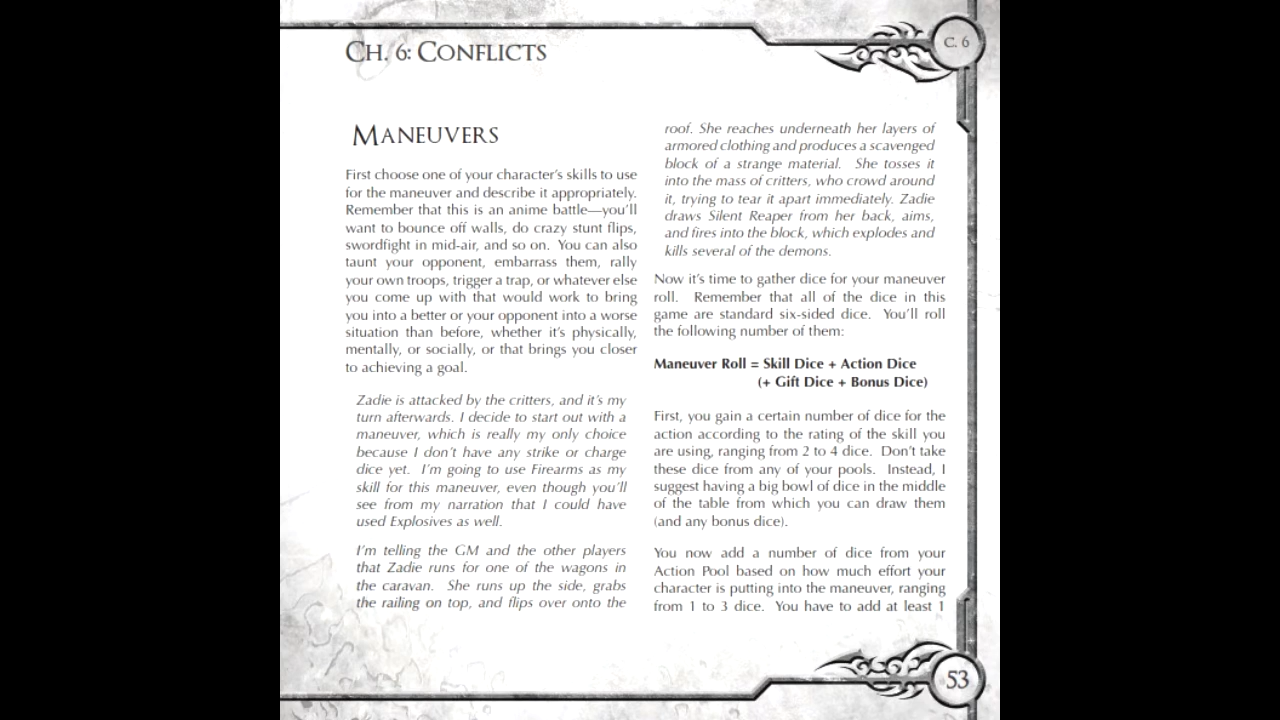 CH. 6: CONFLICTS
C. 6
MANEUVERS
First choose one of your character's skills to use
for the maneuver and describe it appropriately.
Remember that this is an anime battle—you'll
want to bounce off walls, do crazy stunt flips,
swordfight in mid-air, and so on. You can also
taunt your opponent, embarrass them, rally
your own troops, trigger a trap, or whatever else
you come up with that would work to bring
you into a better or your opponent into a worse
situation than before, whether it's physically,
mentally, or socially, or that brings you closer
to achieving a goal.
Zadie is attacked by the critters, and it's my
turn afterwards. I decide to start out with a
maneuver, which is really my only choice
because I don't have any strike or charge
dice yet. I'm going to use Firearms as my
skill for this maneuver, even though you'll
see from my narration that I could have
used Explosives as well.
I'm telling the GM and the other players
that Zadie runs for one of the wagons in
the caravan. She runs up the side, grabs
the railing on top, and flips over onto the
roof. She reaches underneath her layers of
armored clothing and produces a scavenged
block of a strange material. She tosses it
into the mass of critters, who crowd around
it, trying to tear it apart immediately. Zadie
draws Silent Reaper from her back, aims,
and fires into the block, which explodes and
kills several of the demons.
Now it's time to gather dice for your maneuver
roll. Remember that all of the dice in this
game are standard six-sided dice. You'll roll
the following number of them:
Maneuver Roll = Skill Dice + Action Dice
(+ Gift Dice + Bonus Dice)
First, you gain a certain number of dice for the
action according to the rating of the skill you
are using, ranging from 2 to 4 dice. Don't take
these dice from any of your pools. Instead, I
suggest having a big bowl of dice in the middle
of the table from which you can draw them
(and any bonus dice).
You now add a number of dice from your
Action Pool based on how much effort your
character is putting into the maneuver, ranging
from 1 to 3 dice. You have to add at least 1
53